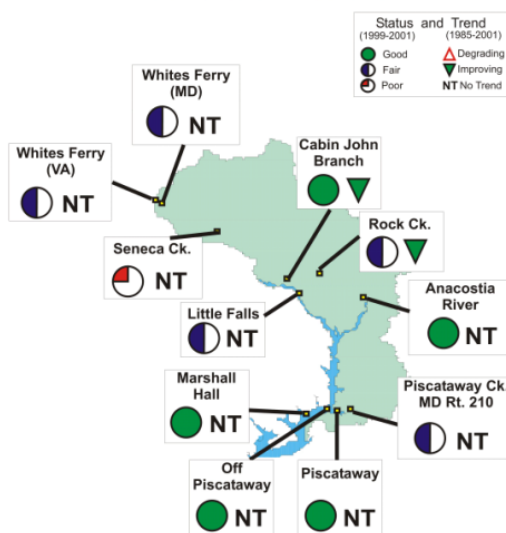 Status and Trend
(1999-2001) (1985-2001)
Good Degrading
Fair Improving
Poor NT No Trend
Whites Ferry
(MD)
NT
Whites Ferry
(VA)
NT
Cabin John
Branch
Rock Ck.
Seneca Ck.
NT
Anacostia
River
NT
Little Falls
NT
Marshall
Hall
NT
Piscataway Ck.
MD Rt. 210
NT
Off
Piscataway
NT
Piscataway
NT